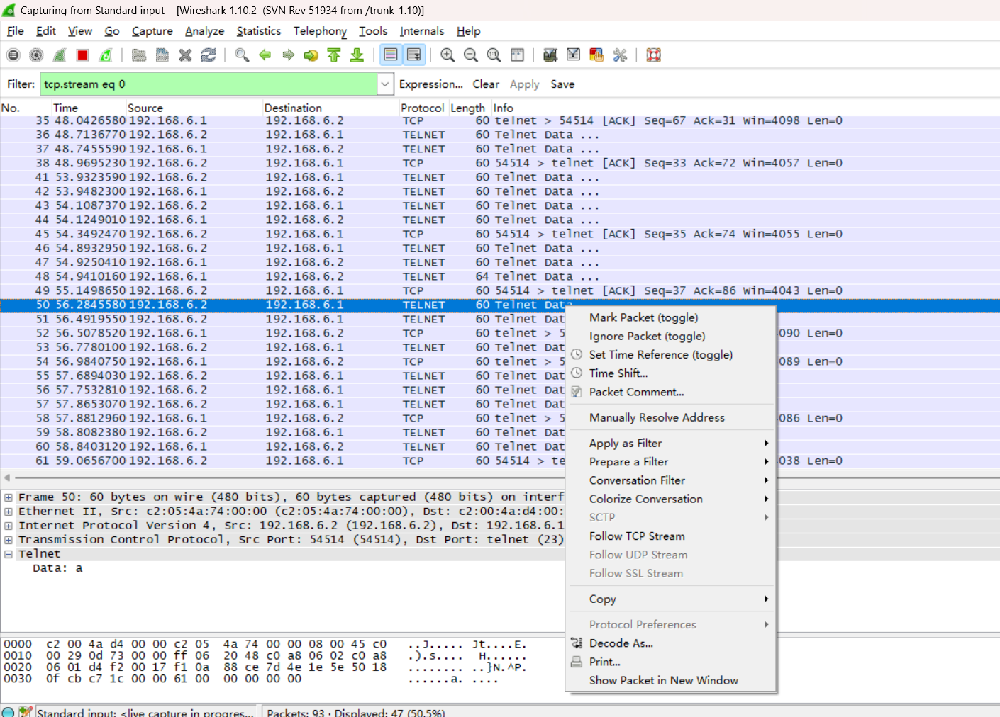 Capturing from Standard input [Wireshark 1.10.2 (SVN Rev 51934 from /trunk-1.10)]
File Edit View Go Capture Analyze Statistics Telephony Tools Internals Help
Filter: tcp.stream eq 0 Expression... Clear Apply Save
No. Time Source Destination Protocol Length Info
35 48.0426580 192.168.6.1 192.168.6.2 TCP 60 telnet > 54514 [ACK] Seq=67 Ack=31 Win=4098 Len=0
36 48.7136770 192.168.6.2 192.168.6.1 TELNET 60 Telnet Data ...
37 48.7455590 192.168.6.1 192.168.6.2 TELNET 60 Telnet Data ...
38 48.9695230 192.168.6.2 192.168.6.1 TCP 60 54514 > telnet [ACK] Seq=33 Ack=72 Win=4057 Len=0
41 53.9323590 192.168.6.2 192.168.6.1 TELNET 60 Telnet Data ...
42 53.9482300 192.168.6.1 192.168.6.2 TELNET 60 Telnet Data ...
43 54.1087370 192.168.6.2 192.168.6.1 TELNET 60 Telnet Data ...
44 54.1249010 192.168.6.1 192.168.6.2 TELNET 60 Telnet Data ...
45 54.3492470 192.168.6.2 192.168.6.1 TCP 60 54514 > telnet [ACK] Seq=35 Ack=74 Win=4055 Len=0
46 54.8932950 192.168.6.2 192.168.6.1 TELNET 60 Telnet Data ...
47 54.9250410 192.168.6.1 192.168.6.2 TELNET 60 Telnet Data ...
48 54.9410160 192.168.6.1 192.168.6.2 TELNET 64 Telnet Data ...
49 55.1498650 192.168.6.2 192.168.6.1 TCP 60 54514 > telnet [ACK] Seq=37 Ack=86 Win=4043 Len=0
50 56.2845580 192.168.6.2 192.168.6.1 TELNET 60 Telnet Data
51 56.4919550 192.168.6.2 192.168.6.1 TELNET 60 Telnet Dat
52 56.5078520 192.168.6.1 192.168.6.2 TCP 60 telnet > 5 4090 Len=0
53 56.7780100 192.168.6.2 192.168.6.1 TELNET 60 Telnet Dat
54 56.9840750 192.168.6.1 192.168.6.2 TCP 60 telnet > 5 4089 Len=0
55 57.6894030 192.168.6.2 192.168.6.1 TELNET 60 Telnet Dat
56 57.7532810 192.168.6.2 192.168.6.1 TELNET 60 Telnet Dat
57 57.8653070 192.168.6.2 192.168.6.1 TELNET 60 Telnet Dat
58 57.8812960 192.168.6.1 192.168.6.2 TCP 60 telnet > 5 4086 Len=0
59 58.8082380 192.168.6.2 192.168.6.1 TELNET 60 Telnet Dat
60 58.8403120 192.168.6.1 192.168.6.2 TELNET 60 Telnet Dat
61 59.0656700 192.168.6.2 192.168.6.1 TCP 60 54514 > te 4038 Len=0
Mark Packet (toggle)
Ignore Packet (toggle)
Set Time Reference (toggle)
Time Shift...
Packet Comment...
Manually Resolve Address
Apply as Filter
Prepare a Filter
Conversation Filter
Colorize Conversation
SCTP
Follow TCP Stream
Follow UDP Stream
Follow SSL Stream
Copy
Protocol Preferences
Decode As...
Print...
Show Packet in New Window
Frame 50: 60 bytes on wire (480 bits), 60 bytes captured (480 bits) on interf
Ethernet II, Src: c2:05:4a:74:00:00 (c2:05:4a:74:00:00), Dst: c2:00:4a:d4:00:
Internet Protocol Version 4, Src: 192.168.6.2 (192.168.6.2), Dst: 192.168.6.1
Transmission Control Protocol, Src Port: 54514 (54514), Dst Port: telnet (23)
Telnet
Data: a
0000 c2 00 4a d4 00 00 c2 05 4a 74 00 00 08 00 45 c0 ..J..... Jt....E.
0010 00 29 0d 73 00 00 ff 06 20 48 c0 a8 06 02 c0 a8 .).s.... H......
0020 06 01 d4 f2 00 17 f1 0a 88 ce 7d 4e 1e 5e 50 18 ........ ..}N.^P.
0030 0f cb c7 1c 00 00 61 00 00 00 00 00 ......a. ....
Standard input: <live capture in progres... Packets: 93 · Displayed: 47 (50.5%)